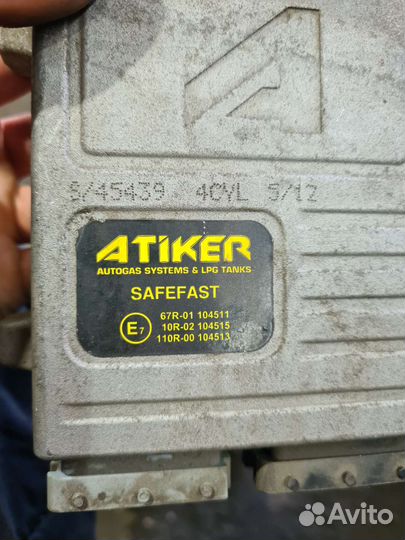 S/45439 4CYL 5/12
ATIKER
AUTOGAS SYSTEMS & LPG TANKS
SAFEFAST
E7
67R-01 104511
10R-02 104515
110R-00 104513
Avito